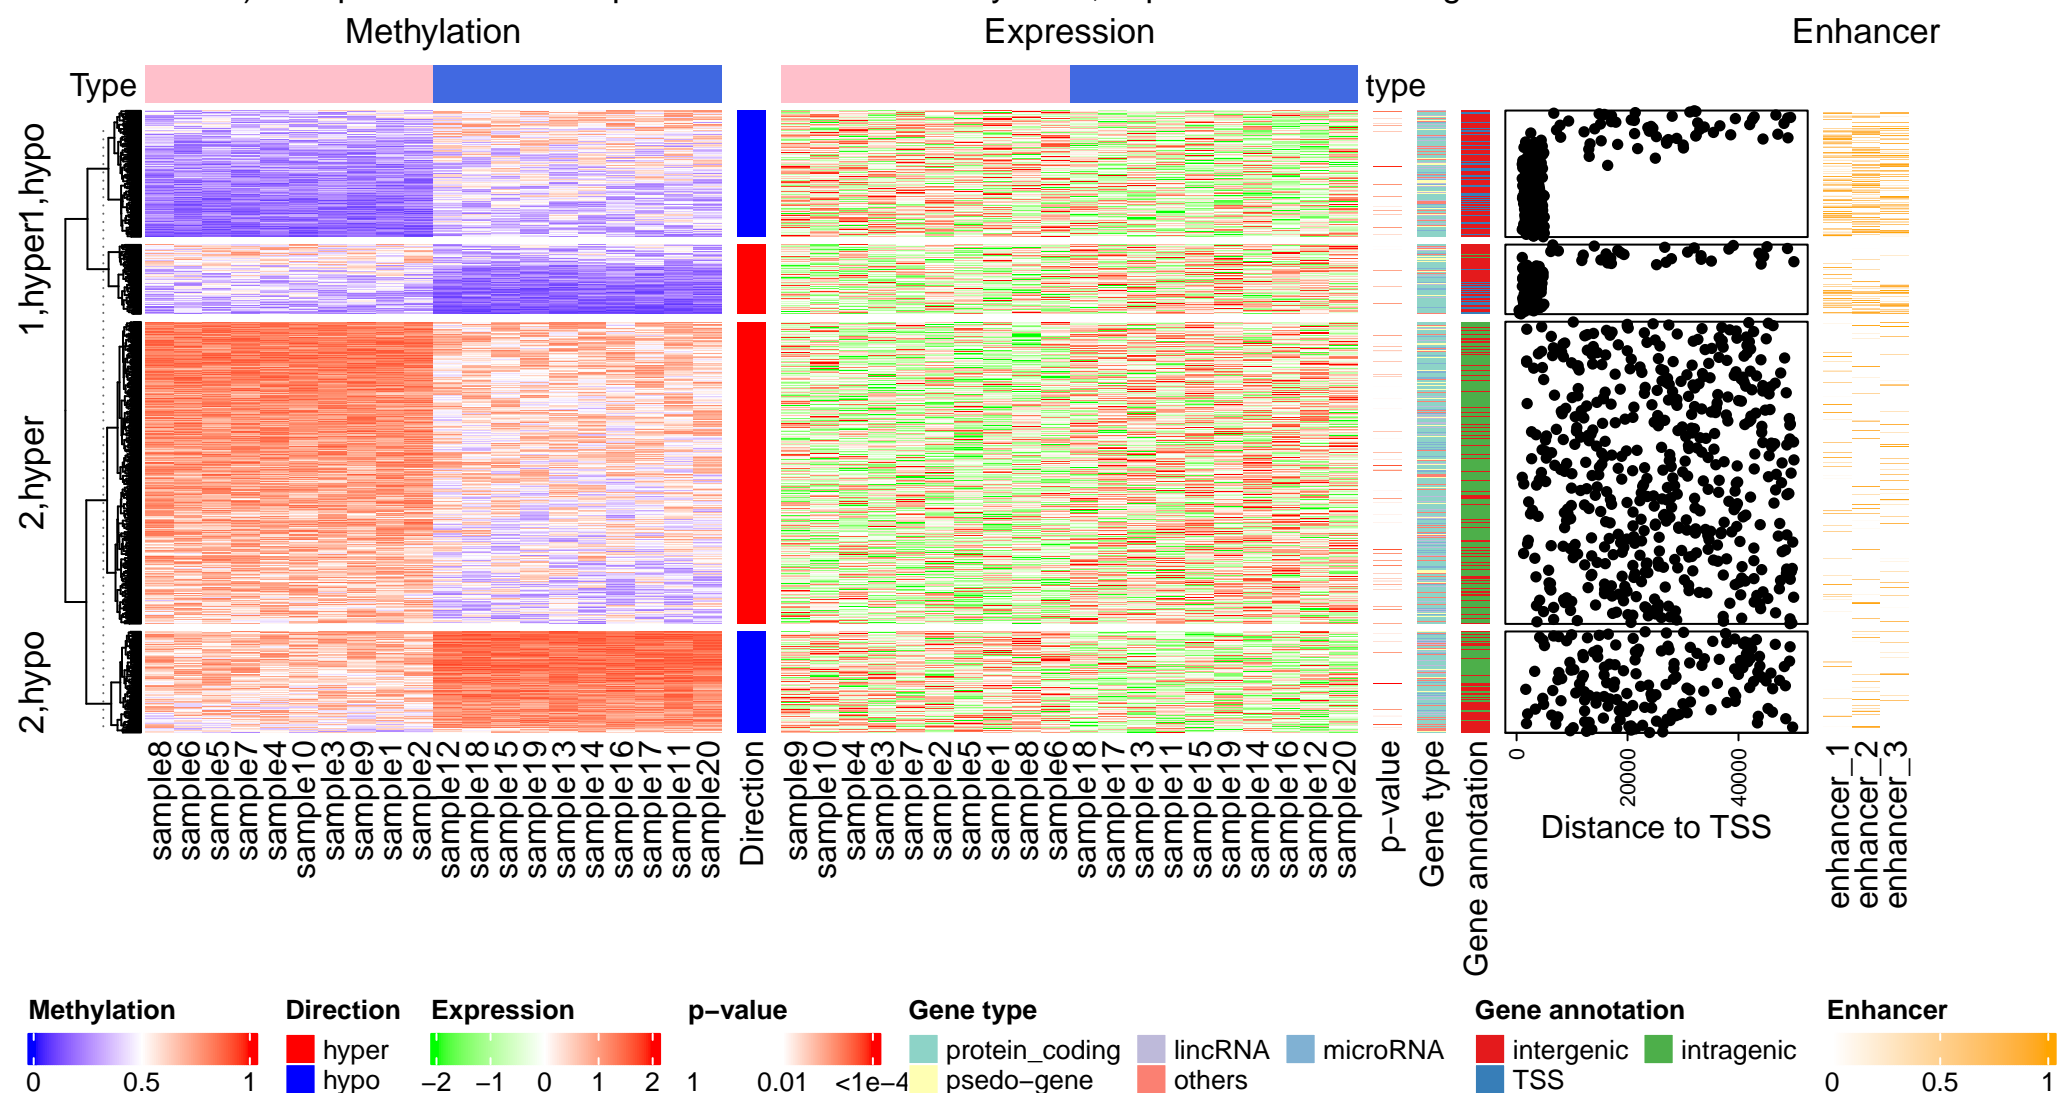 Methylation
Expression
Enhancer
Type
type
1,hypo
1,hyper
2,hyper
2,hypo
sample8
sample6
sample5
sample7
sample4
sample10
sample3
sample9
sample1
sample2
sample12
sample18
sample15
sample19
sample13
sample14
sample16
sample17
sample11
sample20
Direction
sample9
sample10
sample4
sample3
sample7
sample2
sample5
sample1
sample8
sample6
sample18
sample17
sample13
sample11
sample15
sample19
sample14
sample16
sample12
sample20
p−value
Gene type
Gene annotation
0
20000
40000
Distance to TSS
enhancer_1
enhancer_2
enhancer_3
Methylation
0 0.5 1
Direction
hyper
hypo
Expression
−2 −1 0 1 2
p−value
1 0.01 <1e−4
Gene type
protein_coding lincRNA microRNA
psedo−gene others
Gene annotation
intergenic intragenic
TSS
Enhancer
0 0.5 1